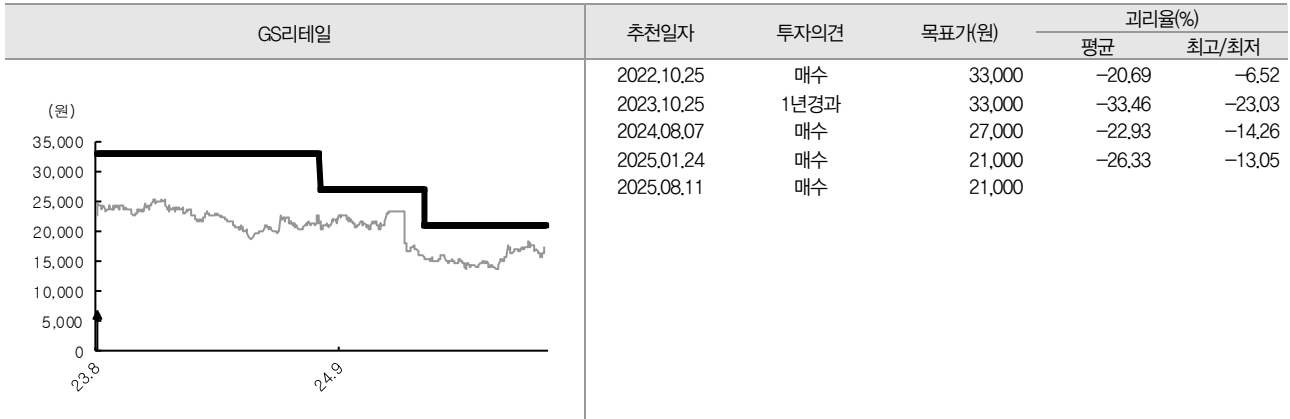 GS리테일
추천일자 투자의견 목표가(원) 괴리율(%)
평균 최고/최저
2022.10.25 매수 33,000 -20.69 -6.52
2023.10.25 1년경과 33,000 -33.46 -23.03
2024.08.07 매수 27,000 -22.93 -14.26
2025.01.24 매수 21,000 -26.33 -13.05
2025.08.11 매수 21,000
(원)
35,000
30,000
25,000
20,000
15,000
10,000
5,000
0
23.8 24.9